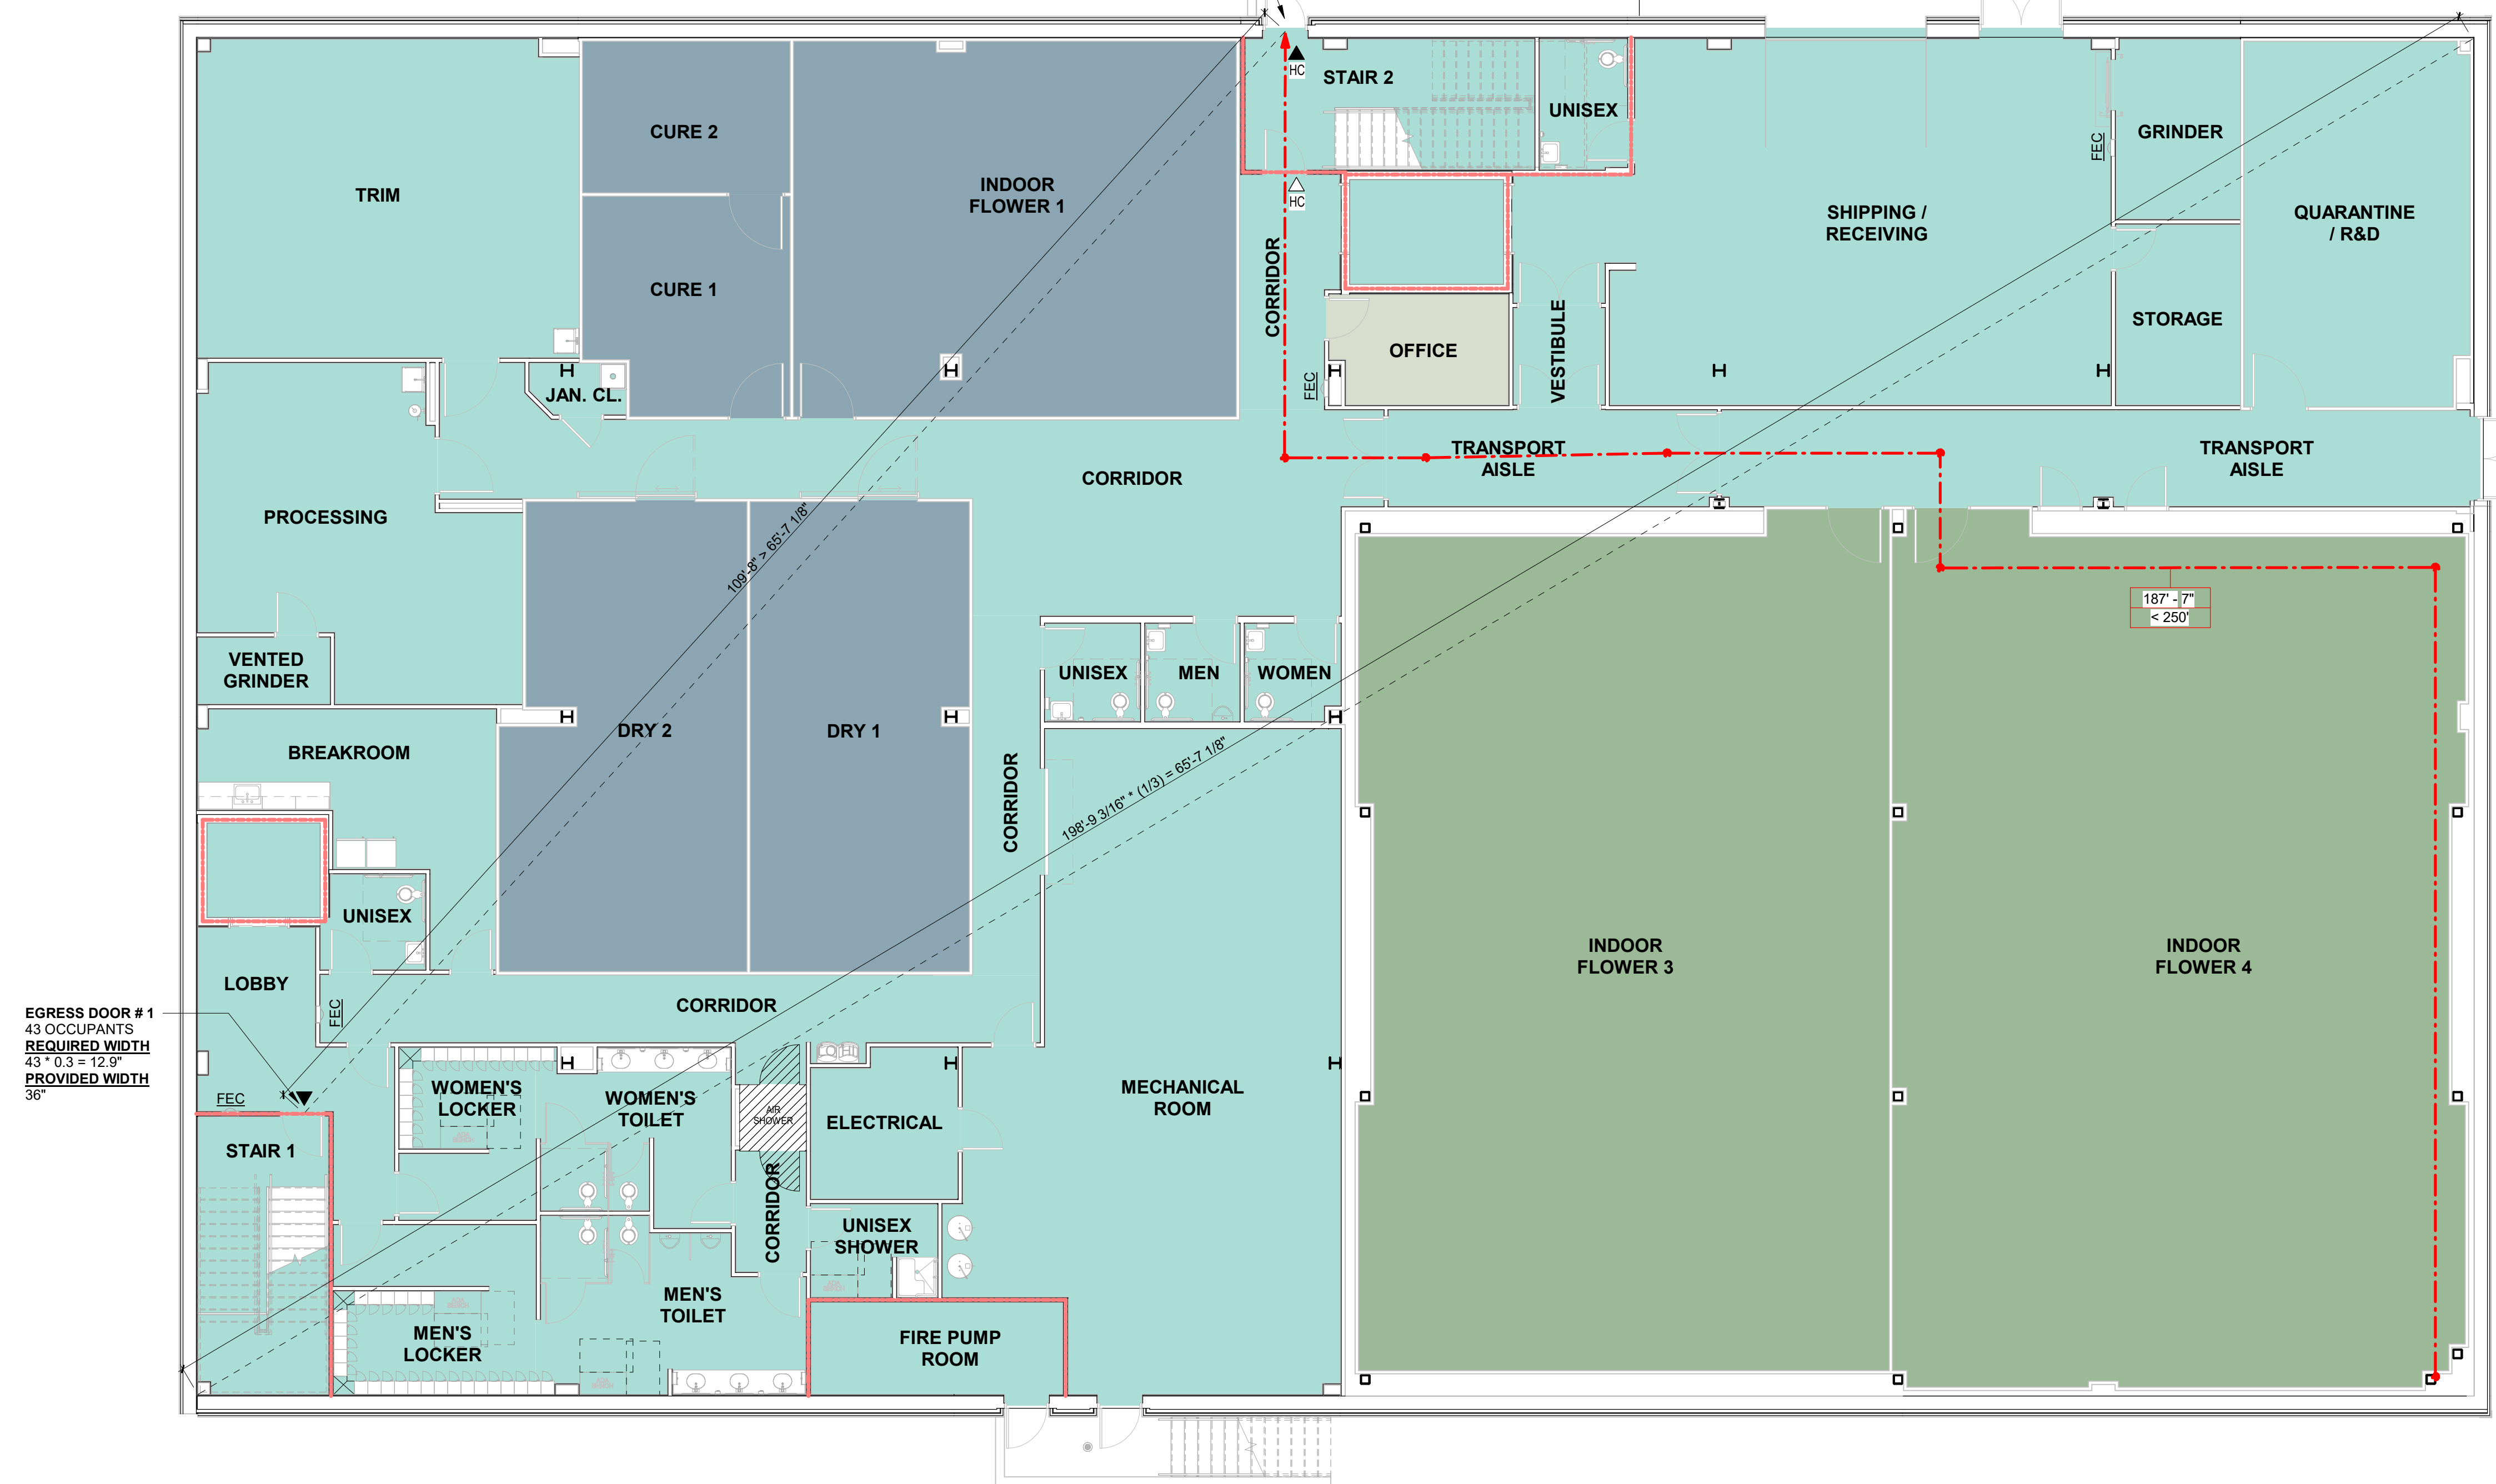 HC
STAIR 2
UNISEX
HC
CURE 2
TRIM
INDOOR
FLOWER 1
CURE 1
CORRIDOR
SHIPPING /
RECEIVING
FEC
GRINDER
QUARANTINE
/ R&D
STORAGE
OFFICE
VESTIBULE
FEC
JAN. CL.
CORRIDOR
TRANSPORT
AISLE
TRANSPORT
AISLE
PROCESSING
109'-8" > 65'-7 1/8"
187' - 7"
< 250'
VENTED
GRINDER
UNISEX
MEN
WOMEN
BREAKROOM
DRY 2
DRY 1
CORRIDOR
198'-9 3/16" * (1/3) = 65'-7 1/8"
UNISEX
LOBBY
FEC
CORRIDOR
INDOOR
FLOWER 3
INDOOR
FLOWER 4
EGRESS DOOR # 1
43 OCCUPANTS
REQUIRED WIDTH
43 * 0.3 = 12.9"
PROVIDED WIDTH
36"
FEC
WOMEN'S
LOCKER
WOMEN'S
TOILET
AIR
SHOWER
ELECTRICAL
MECHANICAL
ROOM
STAIR 1
CORRIDOR
UNISEX
SHOWER
MEN'S
TOILET
MEN'S
LOCKER
FIRE PUMP
ROOM